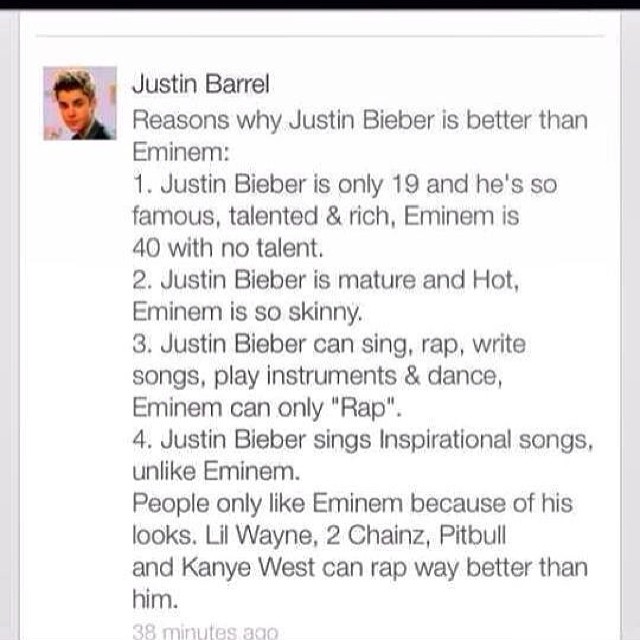 Justin Barrel
Reasons why Justin Bieber is better than
Eminem:
1. Justin Bieber is only 19 and he's so
famous, talented & rich, Eminem is
40 with no talent.
2. Justin Bieber is mature and Hot,
Eminem is so skinny.
3. Justin Bieber can sing, rap, write
songs, play instruments & dance,
Eminem can only "Rap".
4. Justin Bieber sings Inspirational songs,
unlike Eminem.
People only like Eminem because of his
looks. Lil Wayne, 2 Chainz, Pitbull
and Kanye West can rap way better than
him.
38 minutes ago